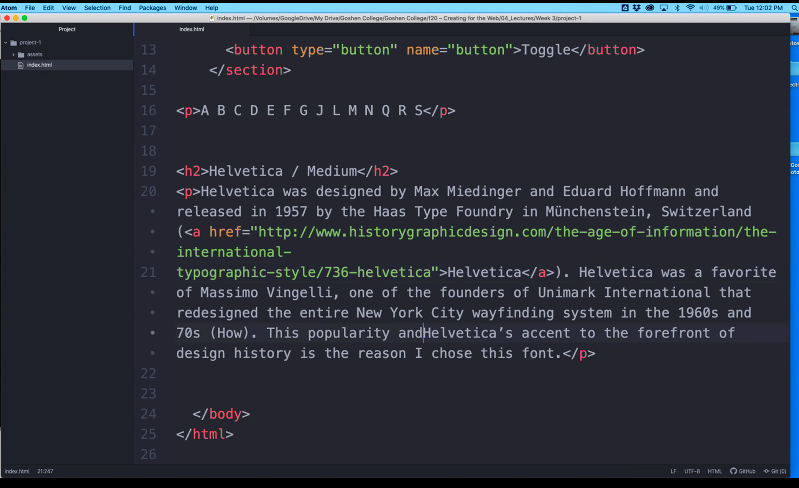 Atom File Edit View Selection Find Packages Window Help 49% Tue 12:02 PM
index.html — /Volumes/GoogleDrive/My Drive/Goshen College/Goshen College/120 – Creating for the Web/04_Lectures/Week 3/project-1
Project
index.html
project-1
assets
index.html
13 <button type="button" name="button">Toggle</button>
14 </section>
15
16 <p>A B C D E F G J L M N Q R S</p>
17
18
19 <h2>Helvetica / Medium</h2>
20 <p>Helvetica was designed by Max Miedinger and Eduard Hoffmann and
• released in 1957 by the Haas Type Foundry in Münchenstein, Switzerland
• (<a href="http://www.historygraphicdesign.com/the-age-of-information/the-
• international-
21 typographic-style/736-helvetica">Helvetica</a>). Helvetica was a favorite
• of Massimo Vingelli, one of the founders of Unimark International that
• redesigned the entire New York City wayfinding system in the 1960s and
• 70s (How). This popularity andHelvetica’s accent to the forefront of
• design history is the reason I chose this font.</p>
22
23
24 </body>
25 </html>
26
index.html 21:247 LF UTF-8 HTML GitHub Git (0)